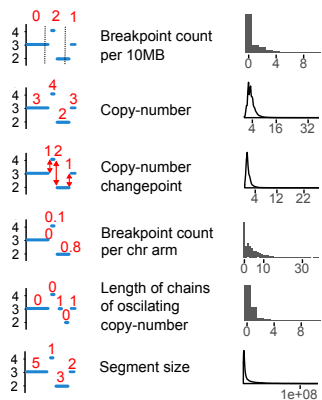 0 2 1
4
3
2
Breakpoint count
per 10MB
0 4 8
4
3
2
3 4 2 3
Copy-number
4 16 32
4
3
2
1 2 1
Copy-number
changepoint
4 12 22
4
3
2
0.1
0
0.8
Breakpoint count
per chr arm
0 10 30
4
3
2
0 0 1 0 1
Length of chains
of oscilating
copy-number
0 4 8
4
3
2
5 1 3 2
Segment size
1e+08